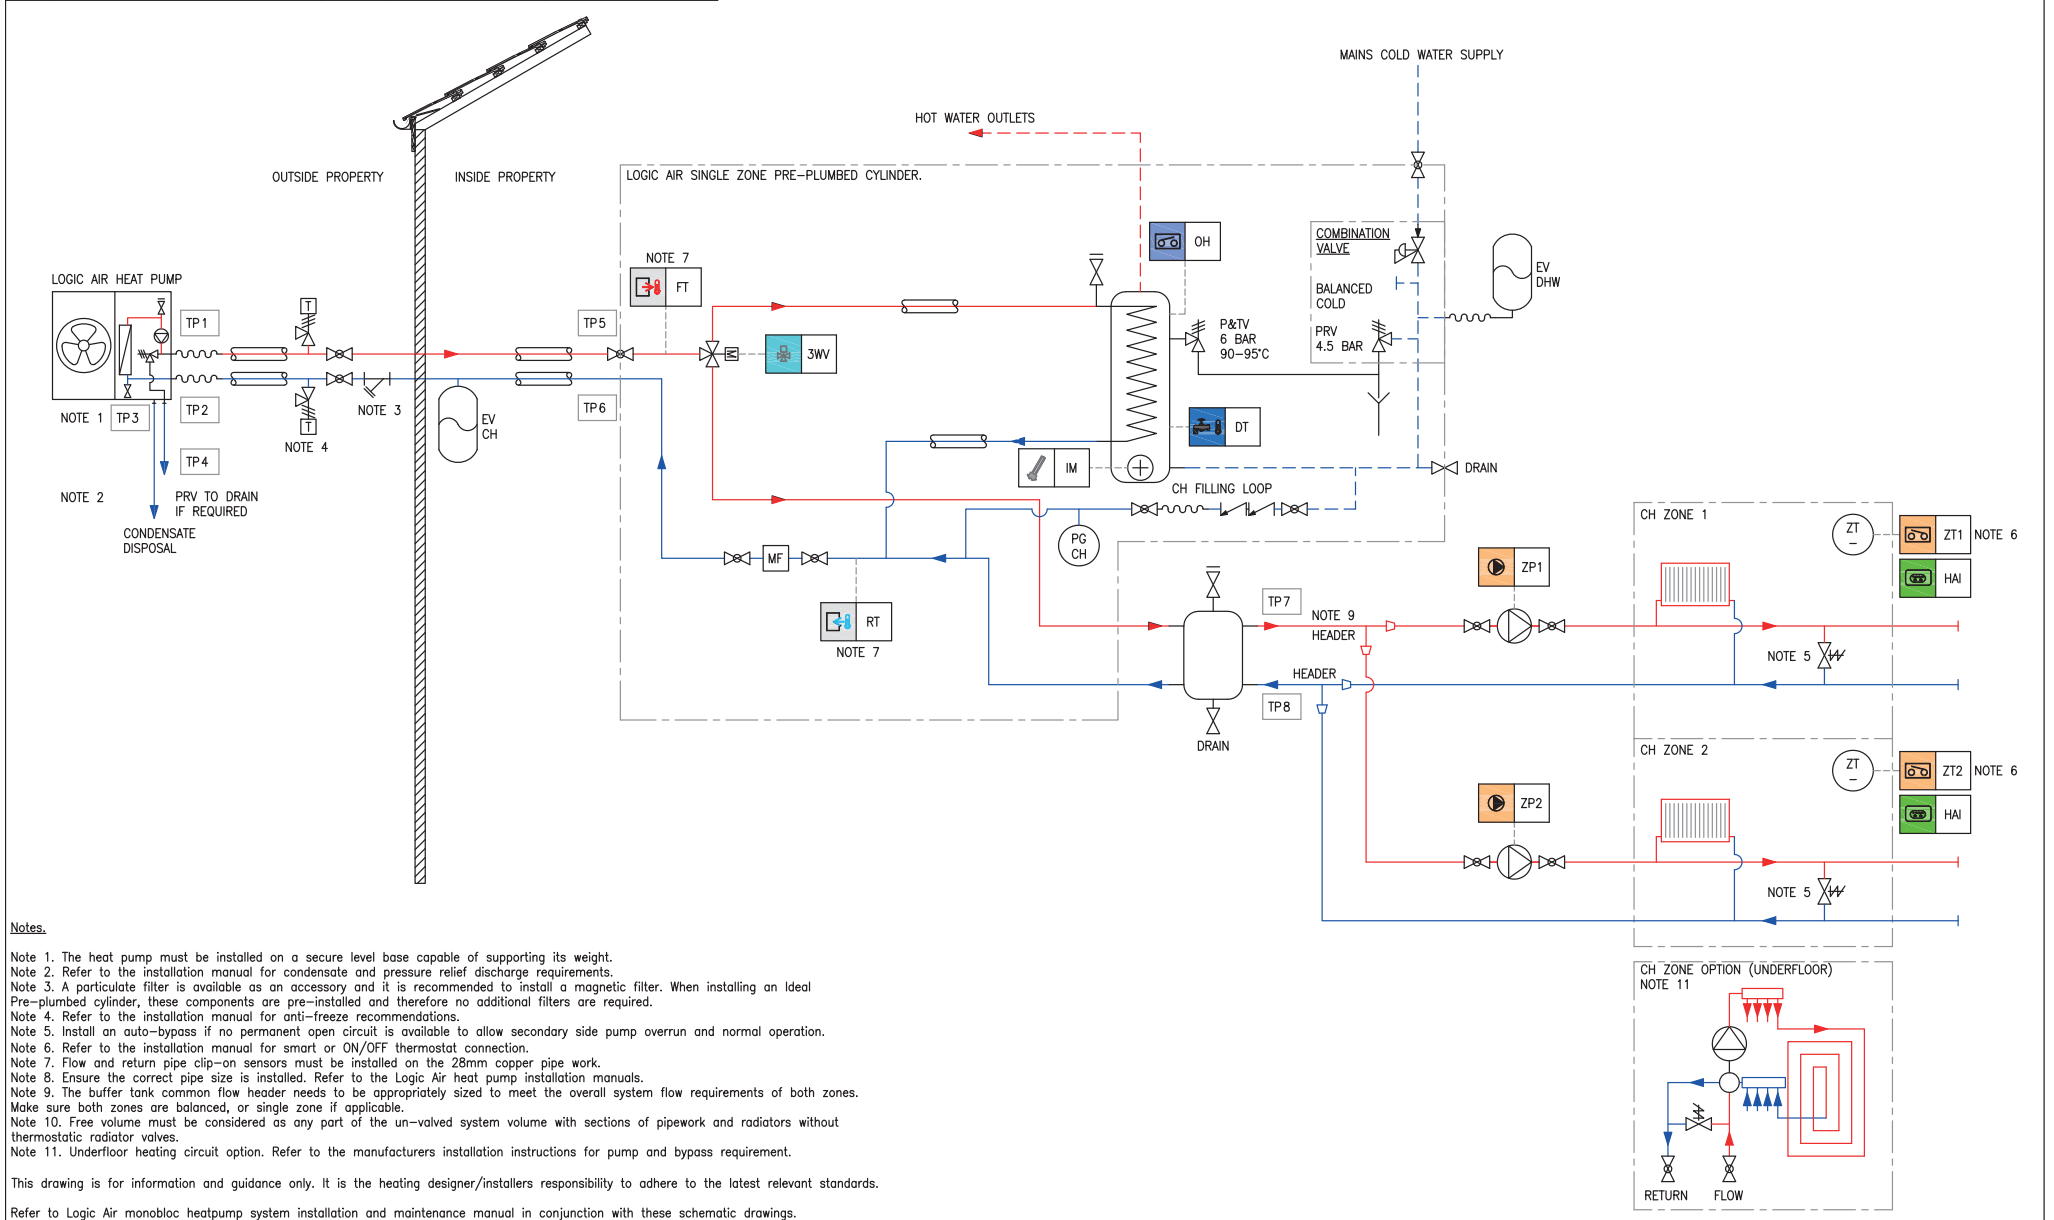 MAINS COLD WATER SUPPLY
HOT WATER OUTLETS
OUTSIDE PROPERTY
INSIDE PROPERTY
LOGIC AIR SINGLE ZONE PRE-PLUMBED CYLINDER.
COMBINATION
VALVE
BALANCED
COLD
PRV
4.5 BAR
EV
DHW
OH
NOTE 7
FT
LOGIC AIR HEAT PUMP
TP1
T
TP5
M
3WV
P&TV
6 BAR
90-95°C
NOTE 1
TP3
TP2
NOTE 3
T
NOTE 4
EV
CH
TP6
DT
TP4
IM
DRAIN
NOTE 2
PRV TO DRAIN
IF REQUIRED
CONDENSATE
DISPOSAL
CH FILLING LOOP
PG
CH
MF
RT
NOTE 7
TP7
NOTE 9
HEADER
HEADER
TP8
DRAIN
ZP1
CH ZONE 1
ZT
–
ZT1
NOTE 6
HAI
NOTE 5
ZP2
CH ZONE 2
ZT
–
ZT2
NOTE 6
HAI
NOTE 5
CH ZONE OPTION (UNDERFLOOR)
NOTE 11
RETURN
FLOW
Notes.
Note 1. The heat pump must be installed on a secure level base capable of supporting its weight.
Note 2. Refer to the installation manual for condensate and pressure relief discharge requirements.
Note 3. A particulate filter is available as an accessory and it is recommended to install a magnetic filter. When installing an Ideal
Pre-plumbed cylinder, these components are pre-installed and therefore no additional filters are required.
Note 4. Refer to the installation manual for anti-freeze recommendations.
Note 5. Install an auto-bypass if no permanent open circuit is available to allow secondary side pump overrun and normal operation.
Note 6. Refer to the installation manual for smart or ON/OFF thermostat connection.
Note 7. Flow and return pipe clip-on sensors must be installed on the 28mm copper pipe work.
Note 8. Ensure the correct pipe size is installed. Refer to the Logic Air heat pump installation manuals.
Note 9. The buffer tank common flow header needs to be appropriately sized to meet the overall system flow requirements of both zones.
Make sure both zones are balanced, or single zone if applicable.
Note 10. Free volume must be considered as any part of the un-valved system volume with sections of pipework and radiators without
thermostatic radiator valves.
Note 11. Underfloor heating circuit option. Refer to the manufacturers installation instructions for pump and bypass requirement.
This drawing is for information and guidance only. It is the heating designer/installers responsibility to adhere to the latest relevant standards.
Refer to Logic Air monobloc heatpump system installation and maintenance manual in conjunction with these schematic drawings.